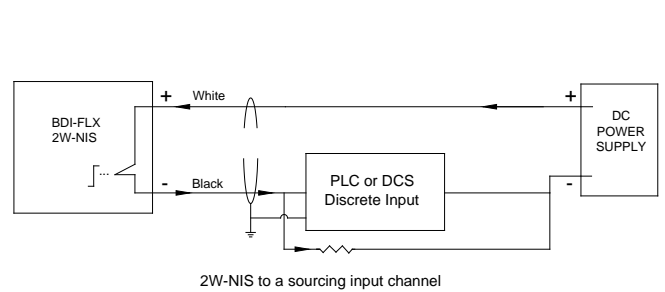 + White +
BDI-FLX
2W-NIS
DC
POWER
SUPPLY
- Black -
PLC or DCS
Discrete Input
2W-NIS to a sourcing input channel